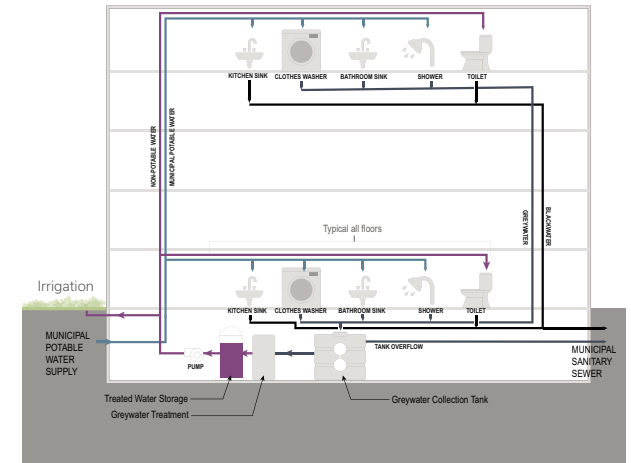 KITCHEN SINK
CLOTHES WASHER
BATHROOM SINK
SHOWER
TOILET
NON-POTABLE WATER
MUNICIPAL POTABLE WATER
GREYWATER
BLACKWATER
Typical all floors
Irrigation
KITCHEN SINK
CLOTHES WASHER
BATHROOM SINK
SHOWER
TOILET
MUNICIPAL
POTABLE
WATER
SUPPLY
TANK OVERFLOW
MUNICIPAL
SANITARY
SEWER
PUMP
Treated Water Storage
Greywater Treatment
Greywater Collection Tank